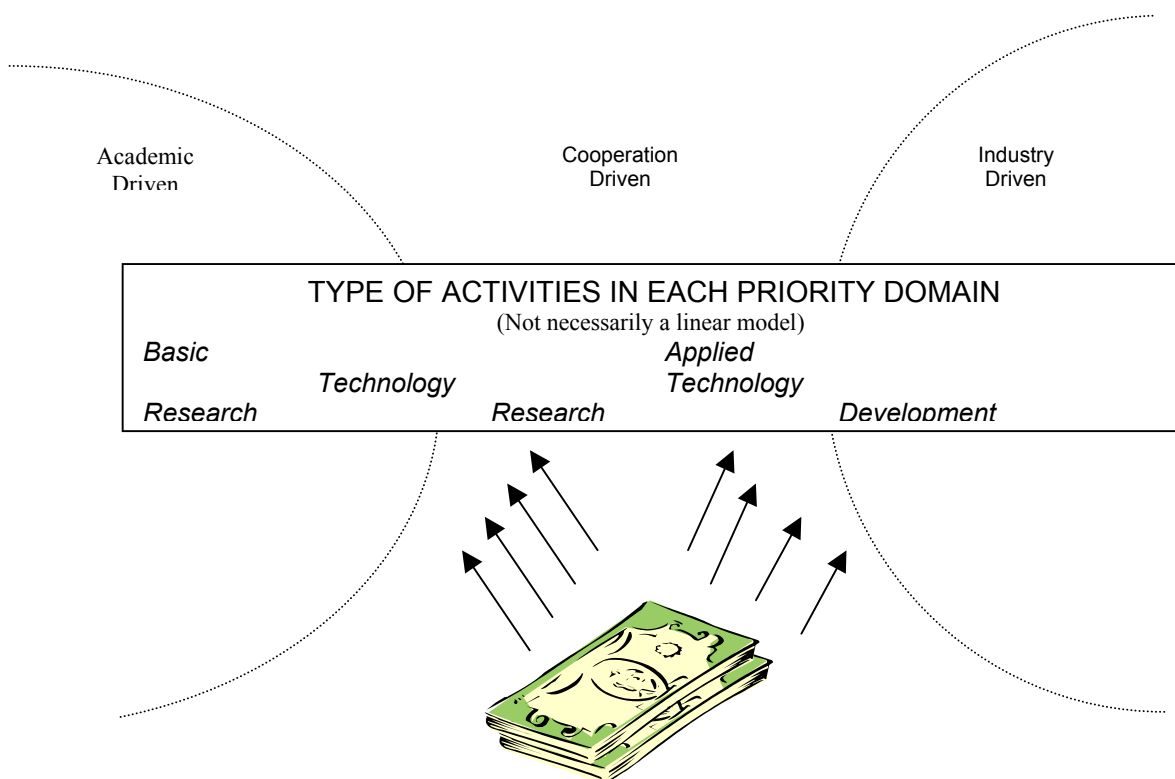 Academic
Driven
Cooperation
Driven
Industry
Driven
TYPE OF ACTIVITIES IN EACH PRIORITY DOMAIN
(Not necessarily a linear model)
Basic Applied
Technology Technology
Research Research Development